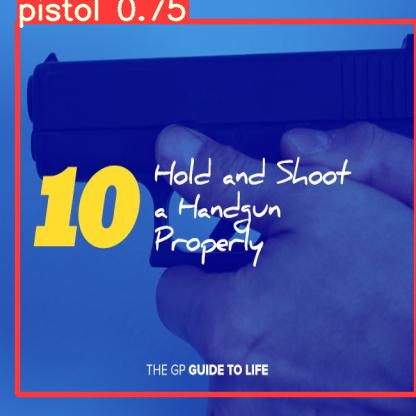 pistol 0.75
10
Hold and Shoot
a Handgun
Properly
THE GP GUIDE TO LIFE